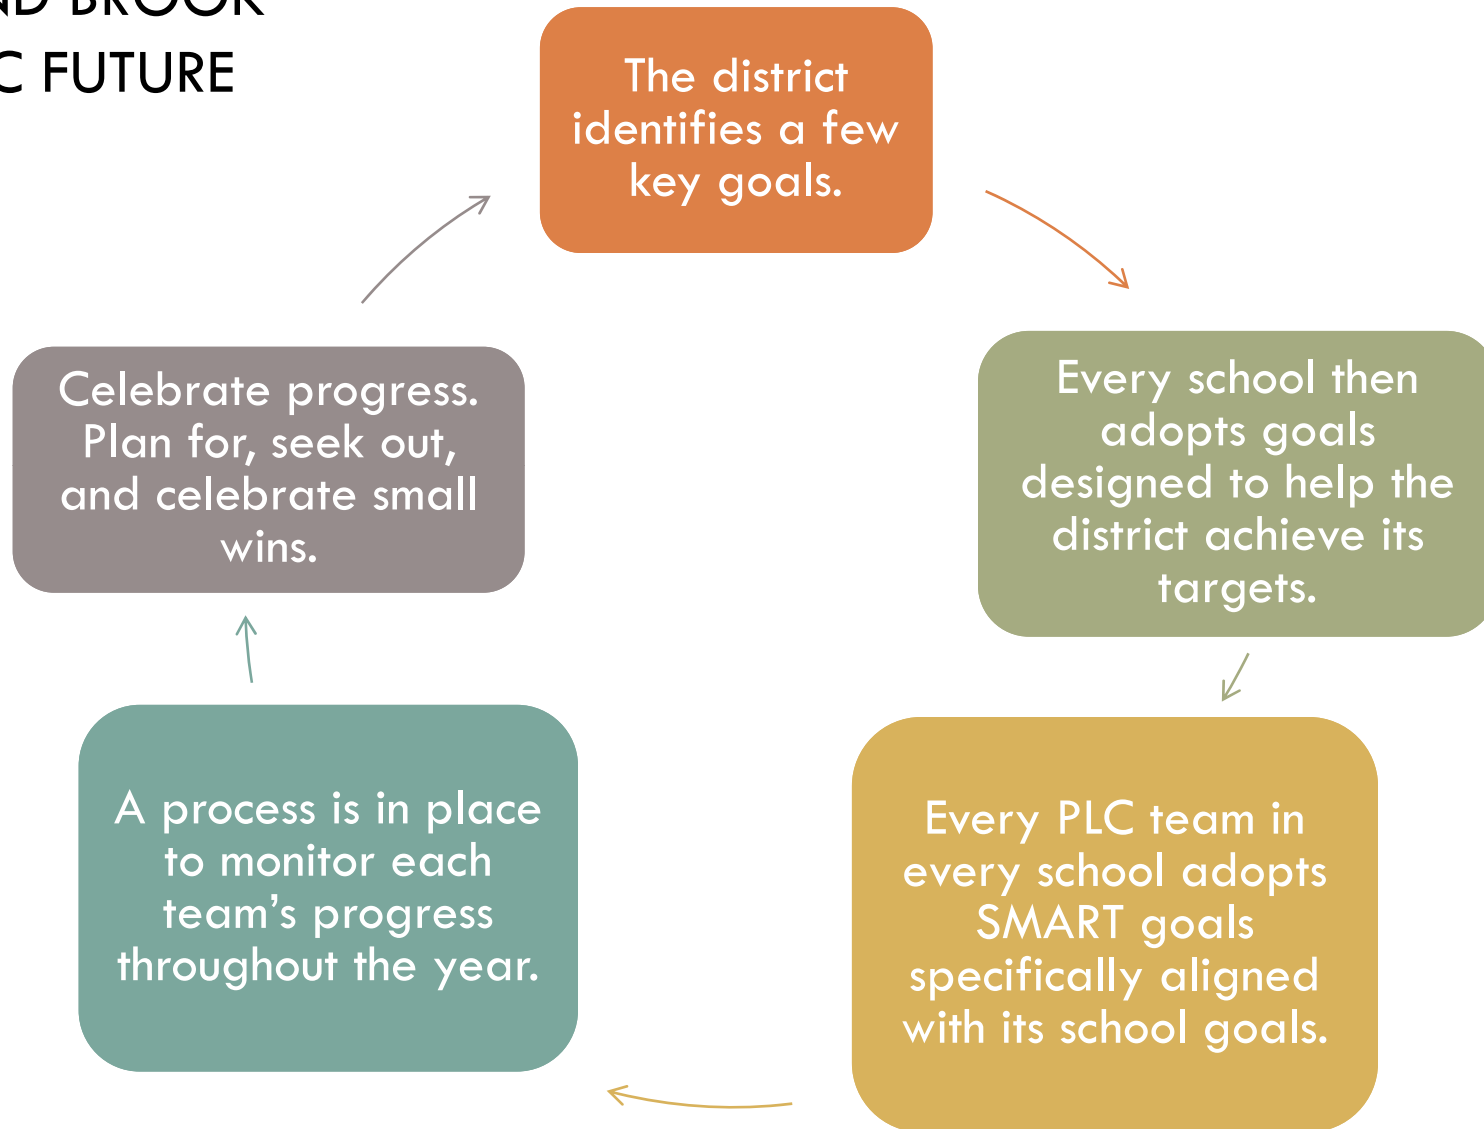 BROOK
FUTURE
The district
identifies a few
key goals.
Every school then
adopts goals
designed to help the
district achieve its
targets.
Every PLC team in
every school adopts
SMART goals
specifically aligned
with its school goals.
A process is in place
to monitor each
team’s progress
throughout the year.
Celebrate progress.
Plan for, seek out,
and celebrate small
wins.